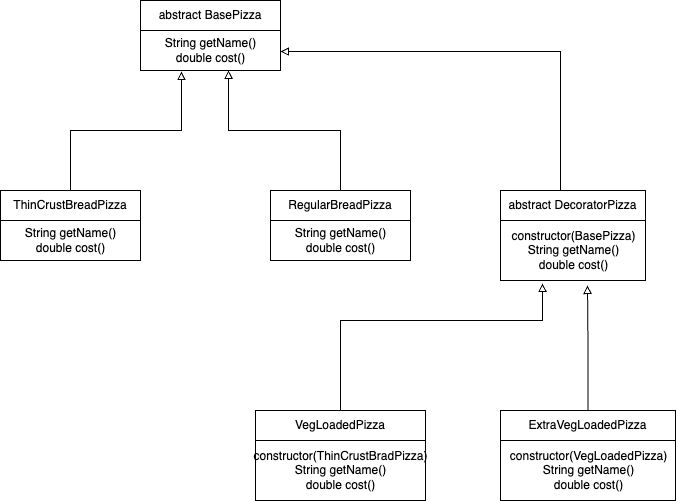 abstract BasePizza
String getName()
double cost()
ThinCrustBreadPizza
String getName()
double cost()
RegularBreadPizza
String getName()
double cost()
abstract DecoratorPizza
constructor(BasePizza)
String getName()
double cost()
VegLoadedPizza
constructor(ThinCrustBradPizza)
String getName()
double cost()
ExtraVegLoadedPizza
constructor(VegLoadedPizza)
String getName()
double cost()